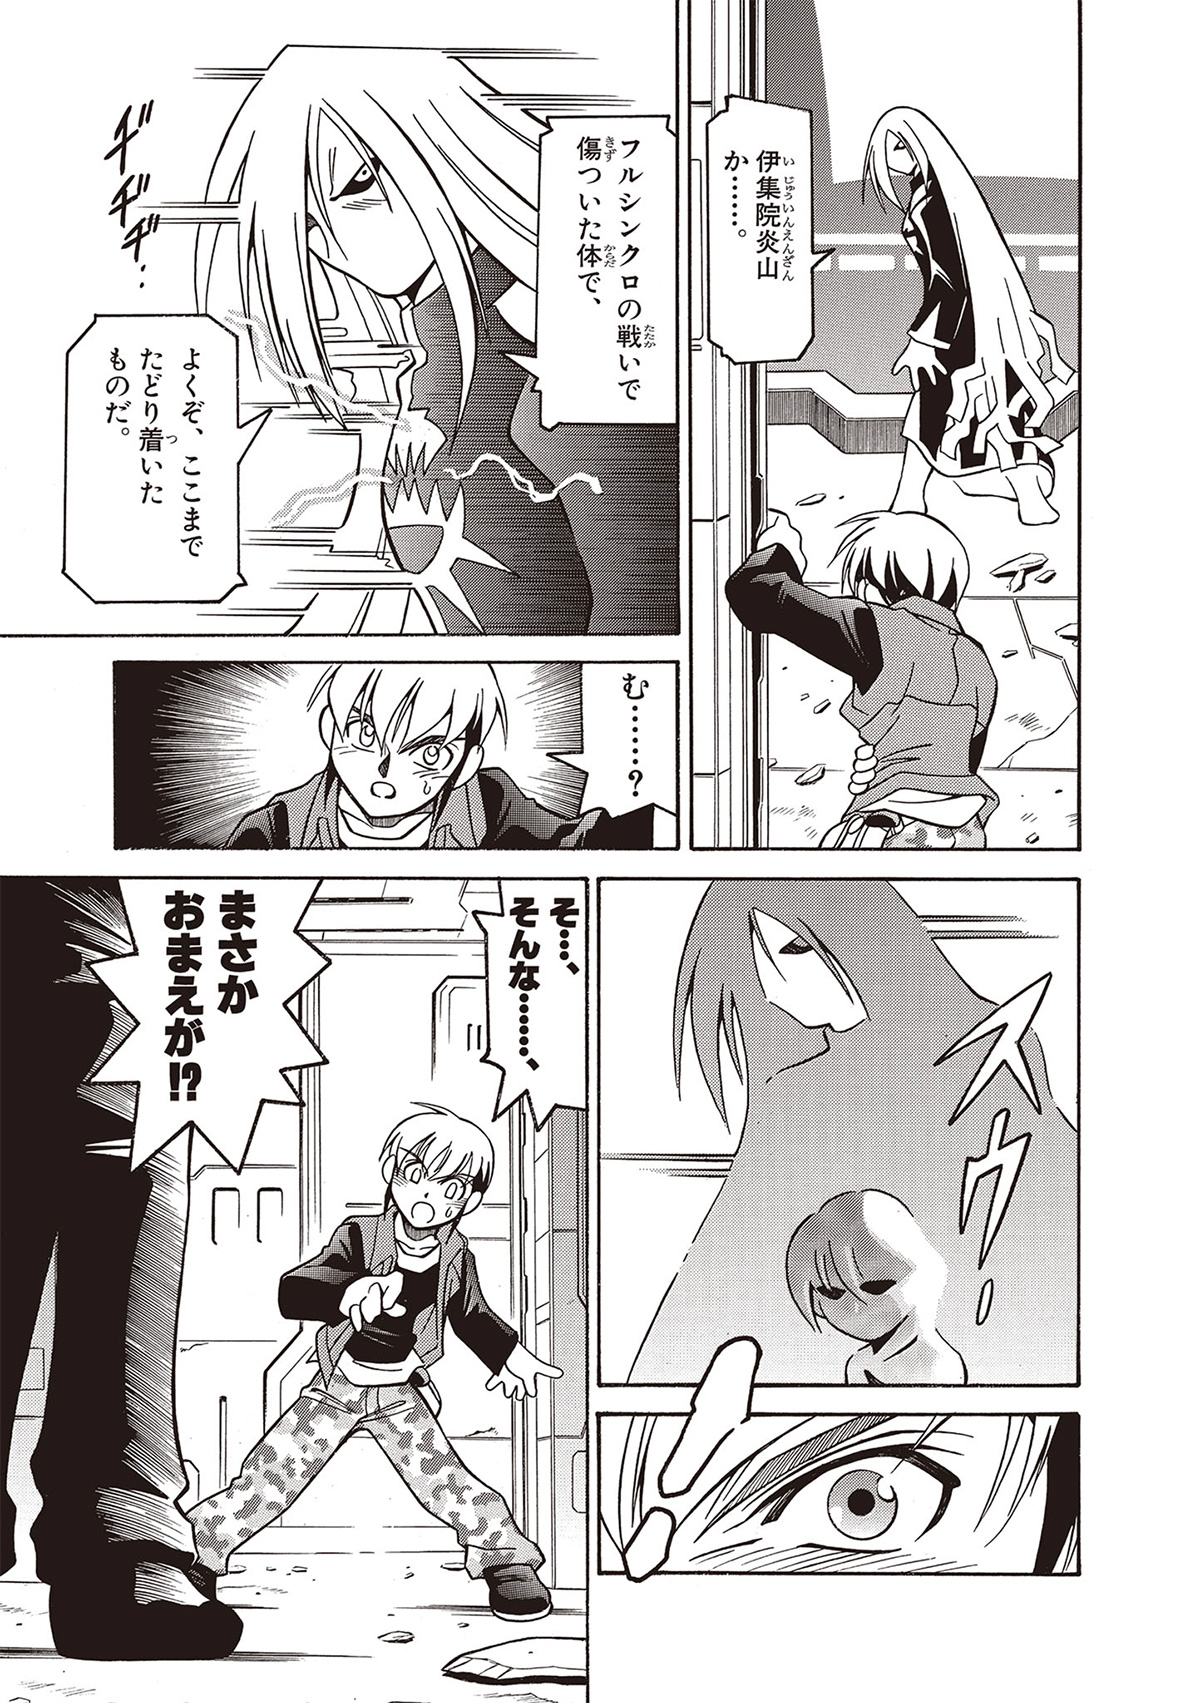 伊集院炎山
か……。
フルシンクロの戦いで
傷ついた体で、
ギギギ・
よくぞ、ここまで
たどり着いた
ものだ。
む……？
スゥ・
！
そ…、
そんな……、
まさか
おまえが!?